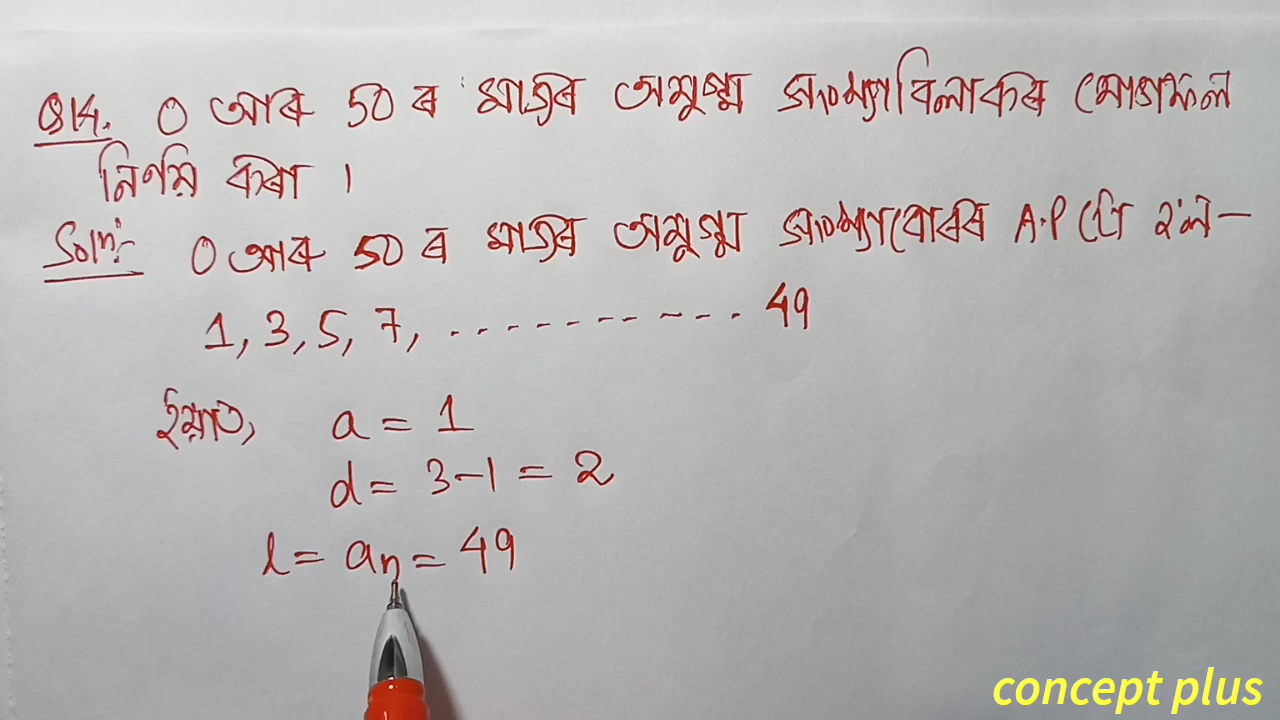 Q14. 0 আৰু 50 ৰ মাজৰ অযুগ্ম সংখ্যাবিলাকৰ যোগফল
নিৰ্ণয় কৰা ।
Solⁿ:- 0 আৰু 50 ৰ মাজৰ অযুগ্ম সংখ্যাবোৰৰ A.P টো হ'ল—
1, 3, 5, 7, ........... 49
ইয়াত, a = 1
d = 3-1 = 2
l = aₙ = 49
concept plus